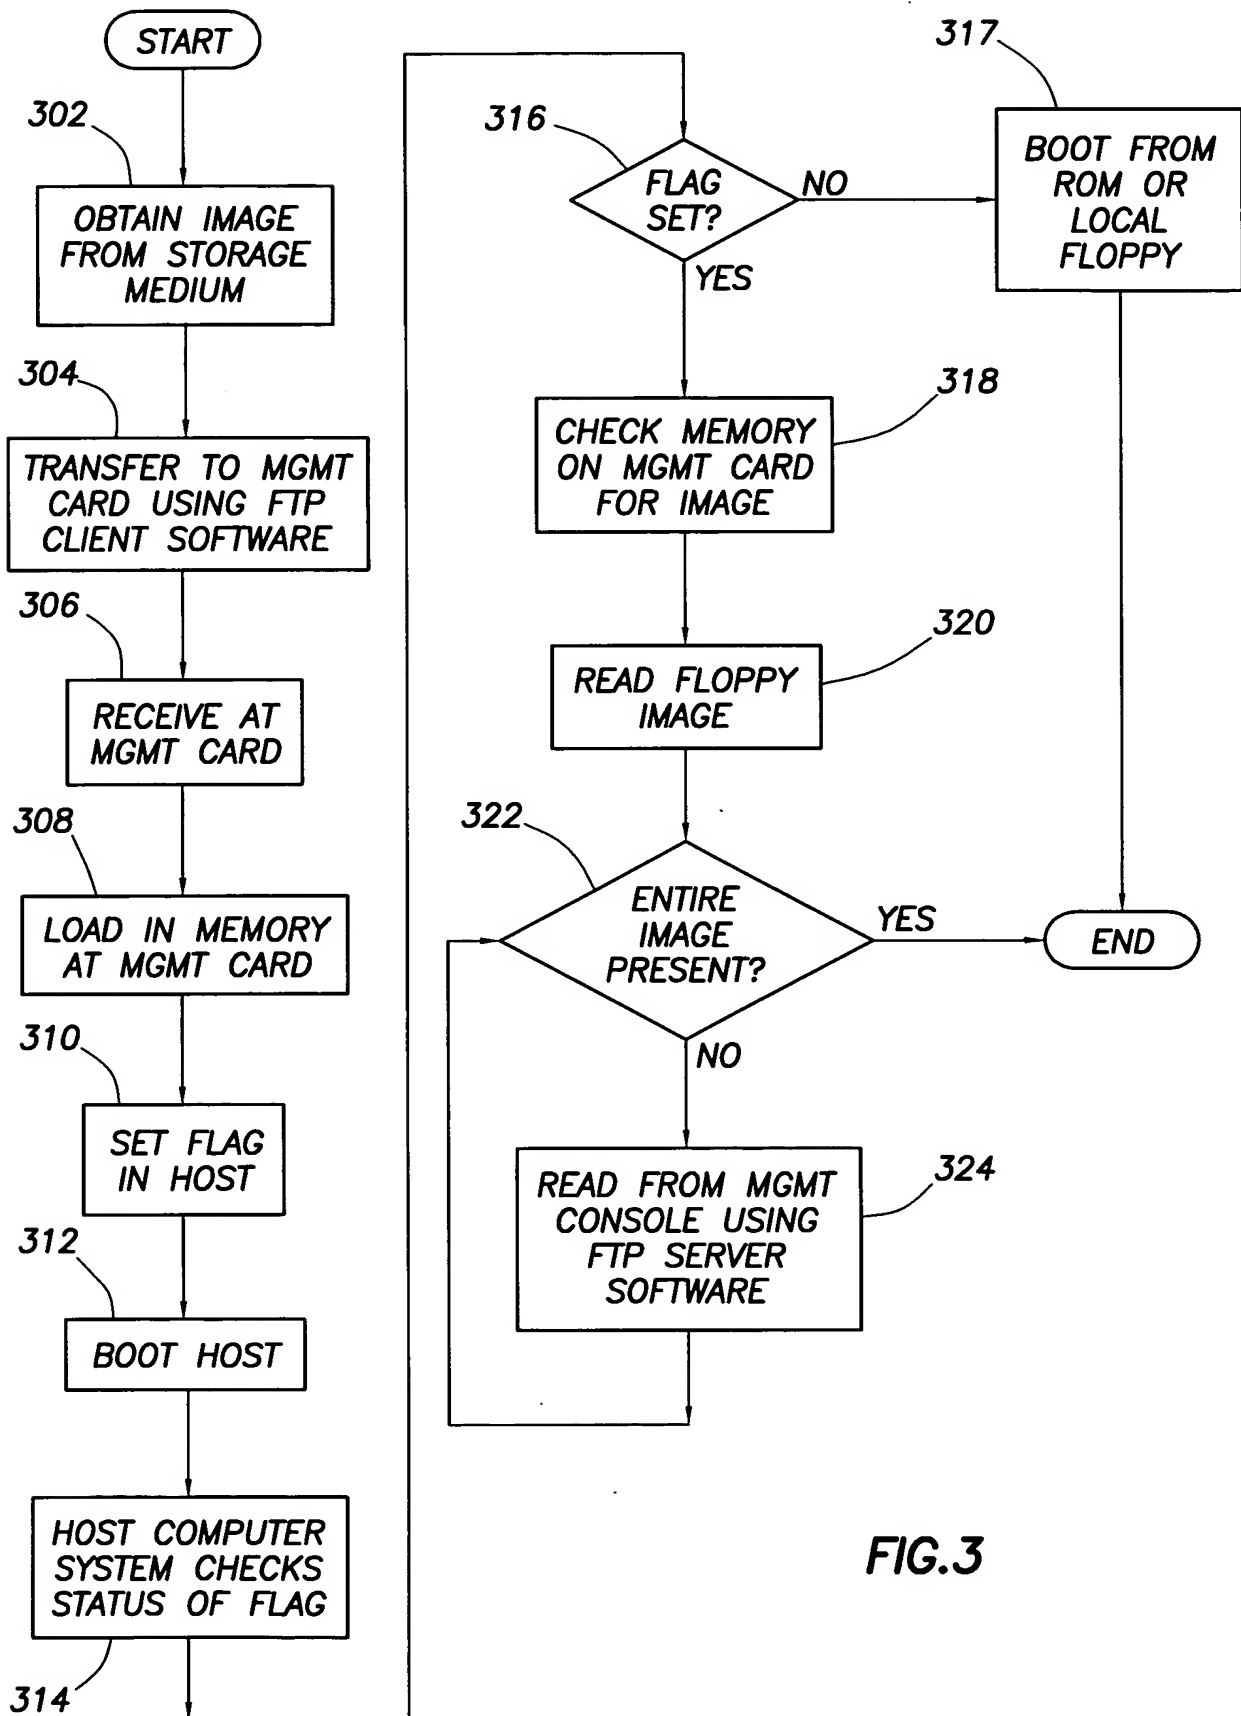 START
302
OBTAIN IMAGE
FROM STORAGE
MEDIUM
304
TRANSFER TO MGMT
CARD USING FTP
CLIENT SOFTWARE
306
RECEIVE AT
MGMT CARD
308
LOAD IN MEMORY
AT MGMT CARD
310
SET FLAG
IN HOST
312
BOOT HOST
HOST COMPUTER
SYSTEM CHECKS
STATUS OF FLAG
314
316
FLAG
SET?
NO
YES
317
BOOT FROM
ROM OR
LOCAL
FLOPPY
318
CHECK MEMORY
ON MGMT CARD
FOR IMAGE
320
READ FLOPPY
IMAGE
322
ENTIRE
IMAGE
PRESENT?
YES
END
NO
324
READ FROM MGMT
CONSOLE USING
FTP SERVER
SOFTWARE
FIG.3